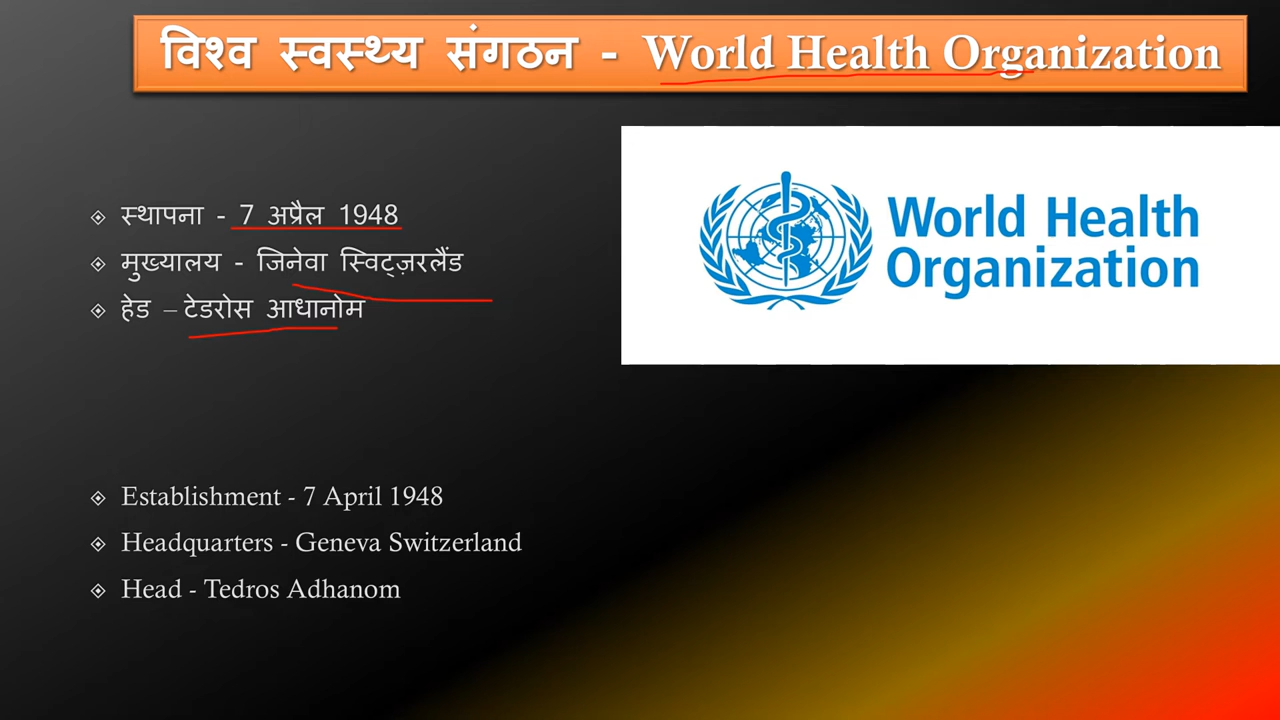 विश्व स्वस्थ्य संगठन - World Health Organization
World Health
Organization
स्थापना - 7 अप्रैल 1948
मुख्यालय - जिनेवा स्विट्ज़रलैंड
हेड – टेडरोस आधानोम
Establishment - 7 April 1948
Headquarters - Geneva Switzerland
Head - Tedros Adhanom